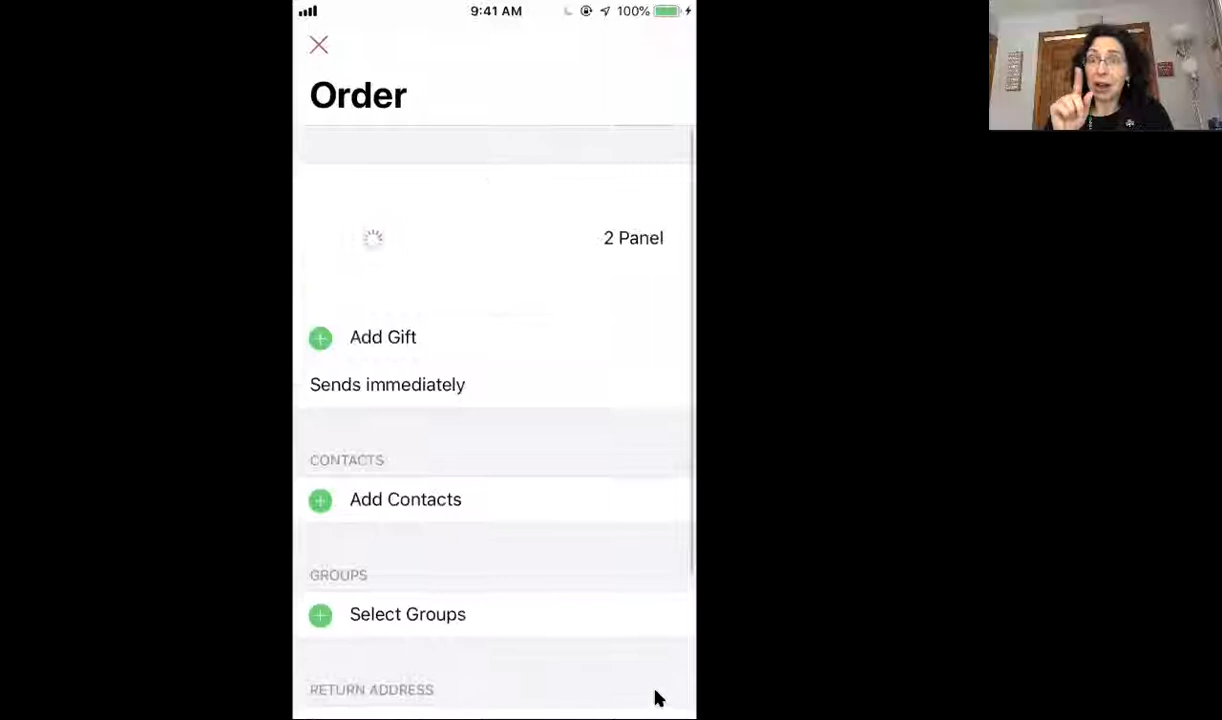 9:41 AM
100%
Order
2 Panel
Add Gift
Sends immediately
CONTACTS
Add Contacts
GROUPS
Select Groups
RETURN ADDRESS